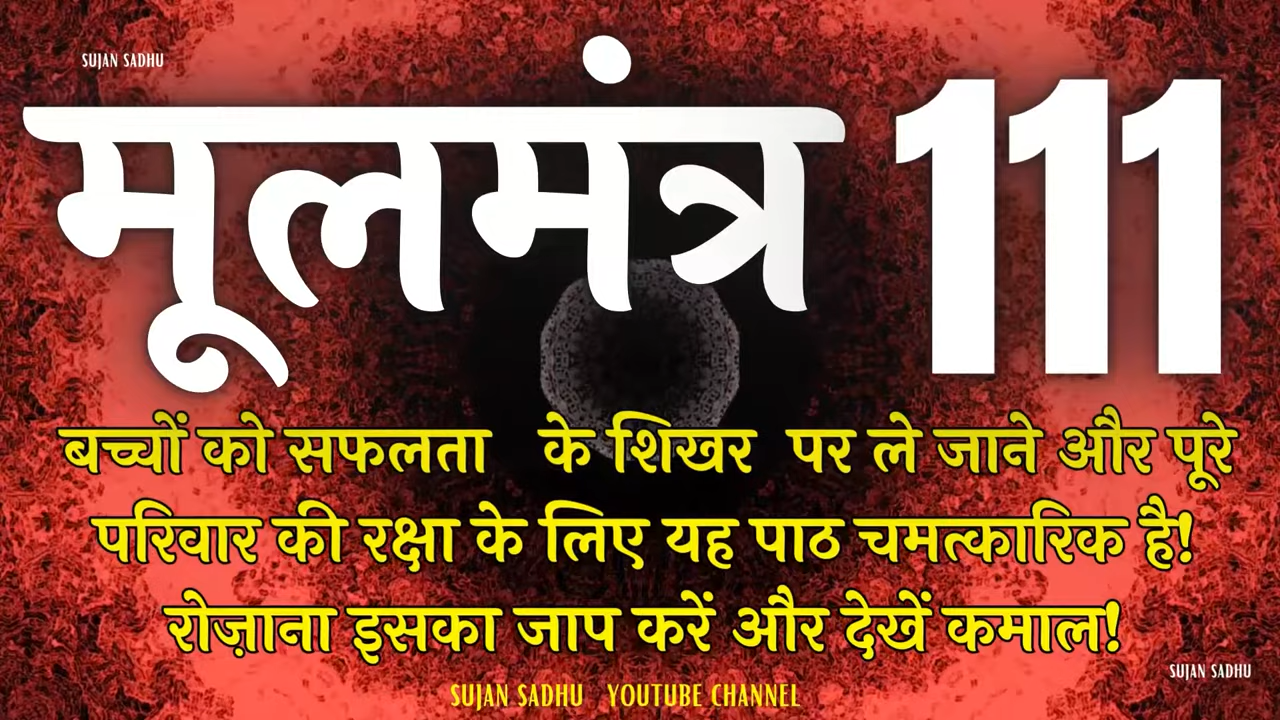 SUJAN SADHU
मूलमंत्र 111
बच्चों को सफलता के शिखर पर ले जाने और पूरे
परिवार की रक्षा के लिए यह पाठ चमत्कारिक है!
रोज़ाना इसका जाप करें और देखें कमाल!
SUJAN SADHU
SUJAN SADHU YOUTUBE CHANNEL